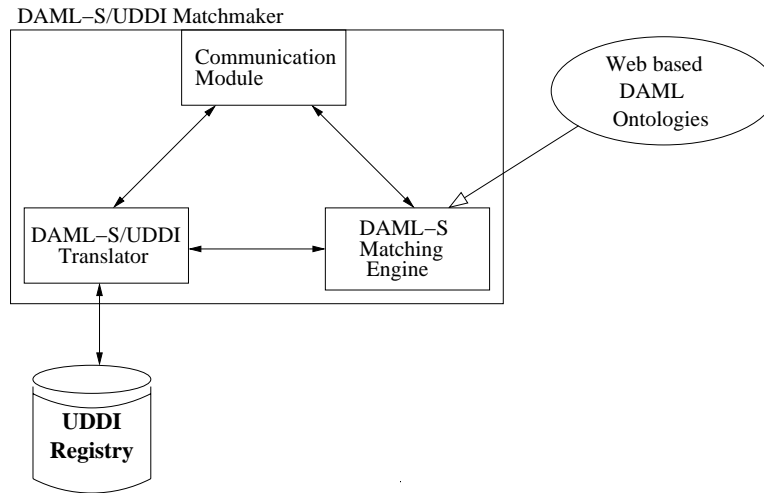 DAML−S/UDDI Matchmaker
Communication
Module
Web based
DAML
Ontologies
DAML−S/UDDI
Translator
DAML−S
Matching
Engine
UDDI
Registry